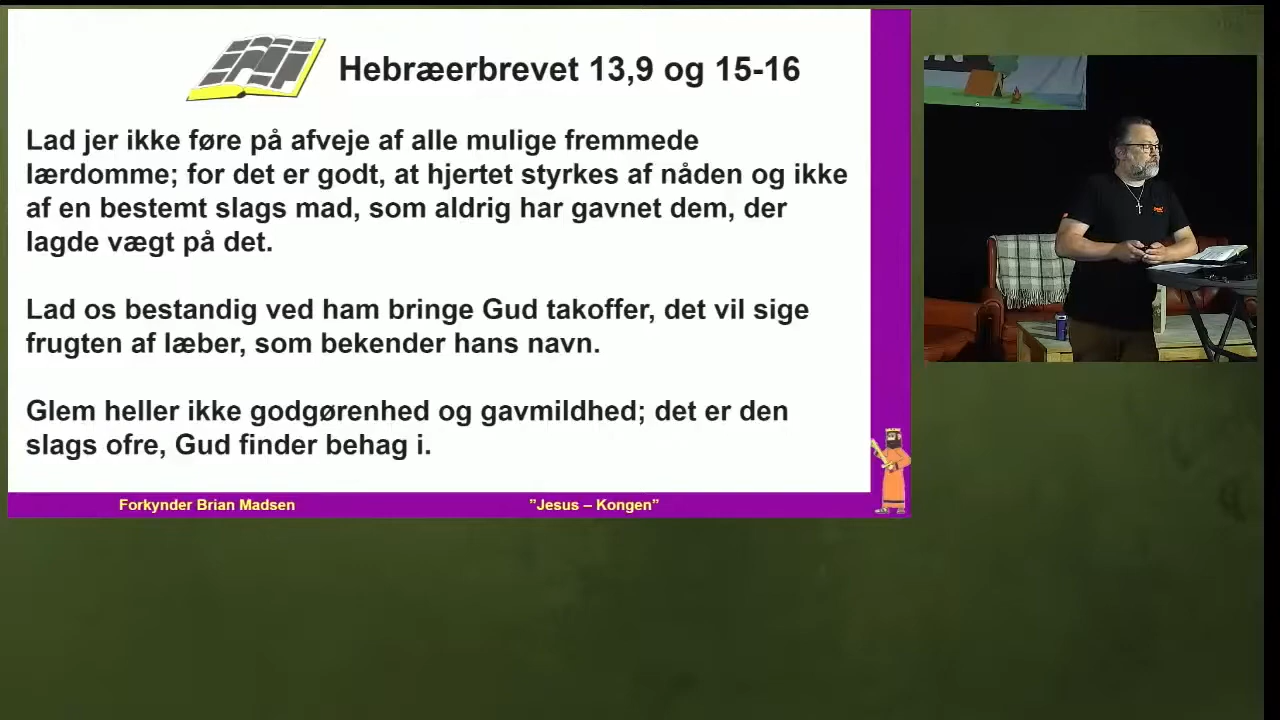 Hebræerbrevet 13,9 og 15-16
Lad jer ikke føre på afveje af alle mulige fremmede
lærdomme; for det er godt, at hjertet styrkes af nåden og ikke
af en bestemt slags mad, som aldrig har gavnet dem, der
lagde vægt på det.
Lad os bestandig ved ham bringe Gud takoffer, det vil sige
frugten af læber, som bekender hans navn.
Glem heller ikke godgørenhed og gavmildhed; det er den
slags ofre, Gud finder behag i.
Forkynder Brian Madsen
”Jesus – Kongen”